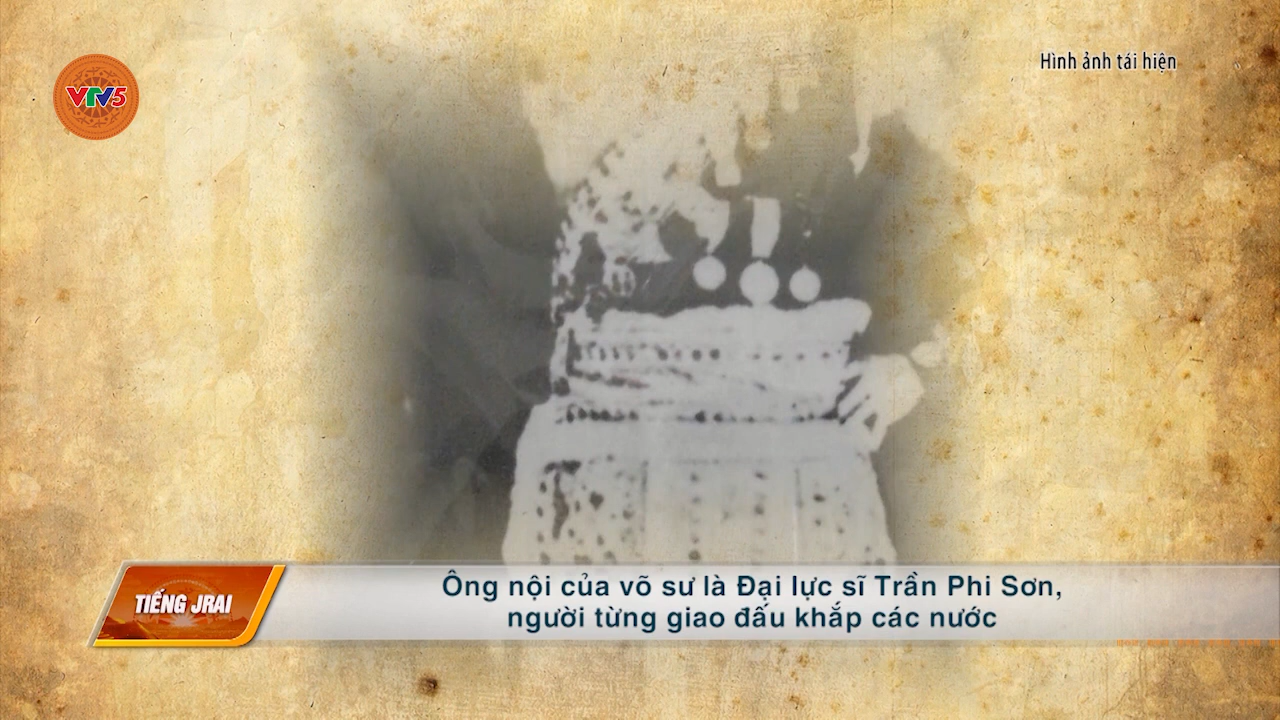 Hình ảnh tái hiện
VTV5
Ông nội của võ sư là Đại lực sĩ Trần Phi Sơn,
TIẾNG JRAI
người từng giao đấu khắp các nước